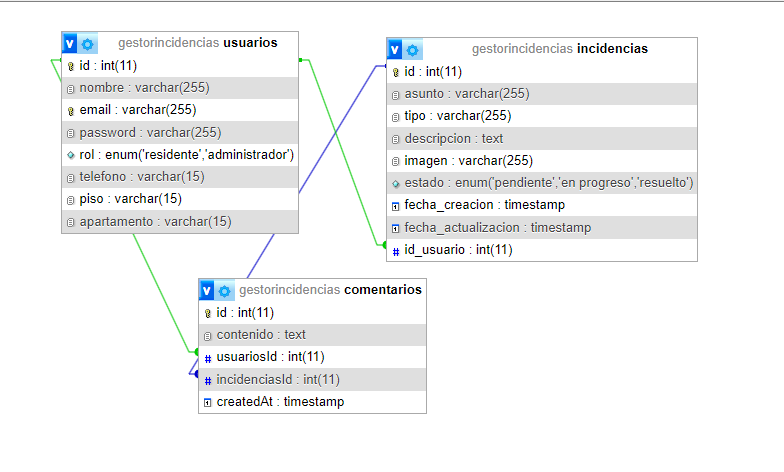 gestorincidencias usuarios
id : int(11)
nombre : varchar(255)
email : varchar(255)
password : varchar(255)
rol : enum('residente','administrador')
telefono : varchar(15)
piso : varchar(15)
apartamento : varchar(15)
gestorincidencias incidencias
id : int(11)
asunto : varchar(255)
tipo : varchar(255)
descripcion : text
imagen : varchar(255)
estado : enum('pendiente','en progreso','resuelto')
fecha_creacion : timestamp
fecha_actualizacion : timestamp
# id_usuario : int(11)
gestorincidencias comentarios
id : int(11)
contenido : text
# usuariosId : int(11)
# incidenciasId : int(11)
createdAt : timestamp